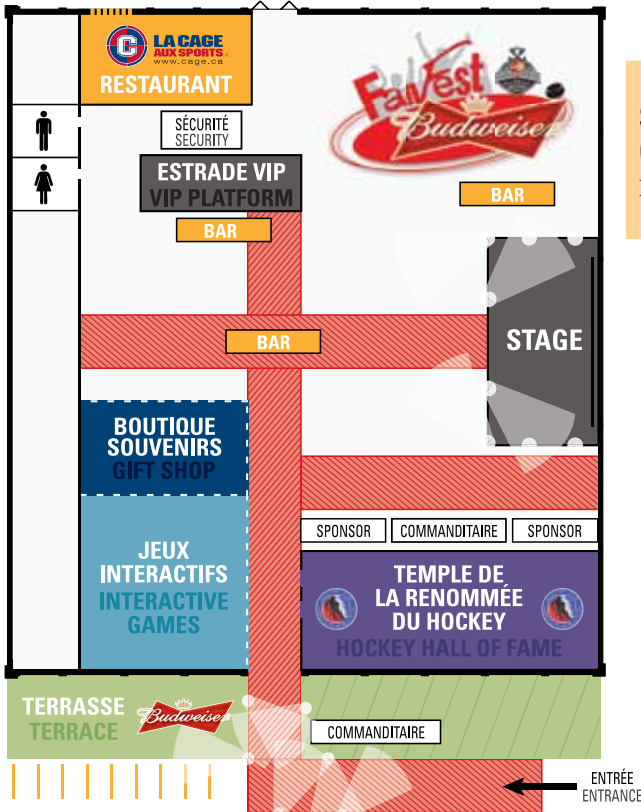 LA CAGE
AUX SPORTS
www.cage.ca
RESTAURANT
FanFest
Budweiser
SÉCURITÉ
SECURITY
ESTRADE VIP
VIP PLATFORM
BAR
BAR
BAR
STAGE
BOUTIQUE
SOUVENIRS
GIFT SHOP
SPONSOR
COMMANDITAIRE
SPONSOR
JEUX
INTERACTIFS
INTERACTIVE
GAMES
TEMPLE DE
LA RENOMMÉE
DU HOCKEY
HOCKEY HALL OF FAME
TERRASSE
TERRACE
Budweiser
COMMANDITAIRE
ENTRÉE
ENTRANCE